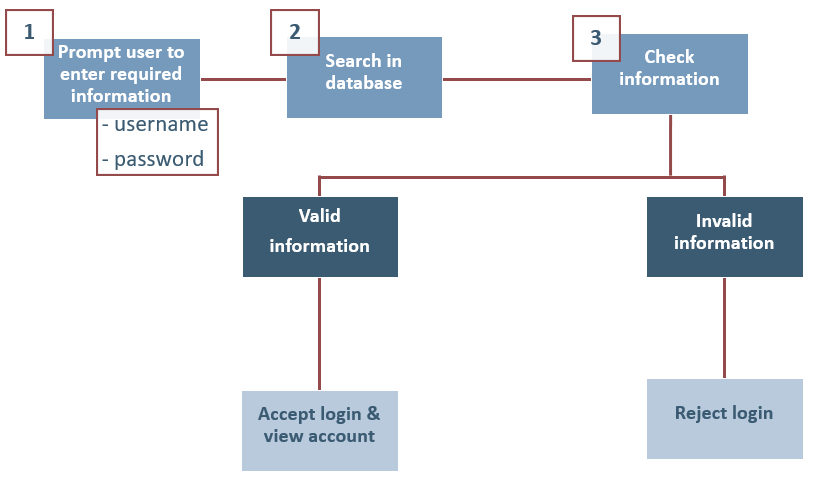 1
Prompt user to
enter required
information
- username
- password
2
Search in
database
3
Check
information
Valid
information
Invalid
information
Accept login &
view account
Reject login